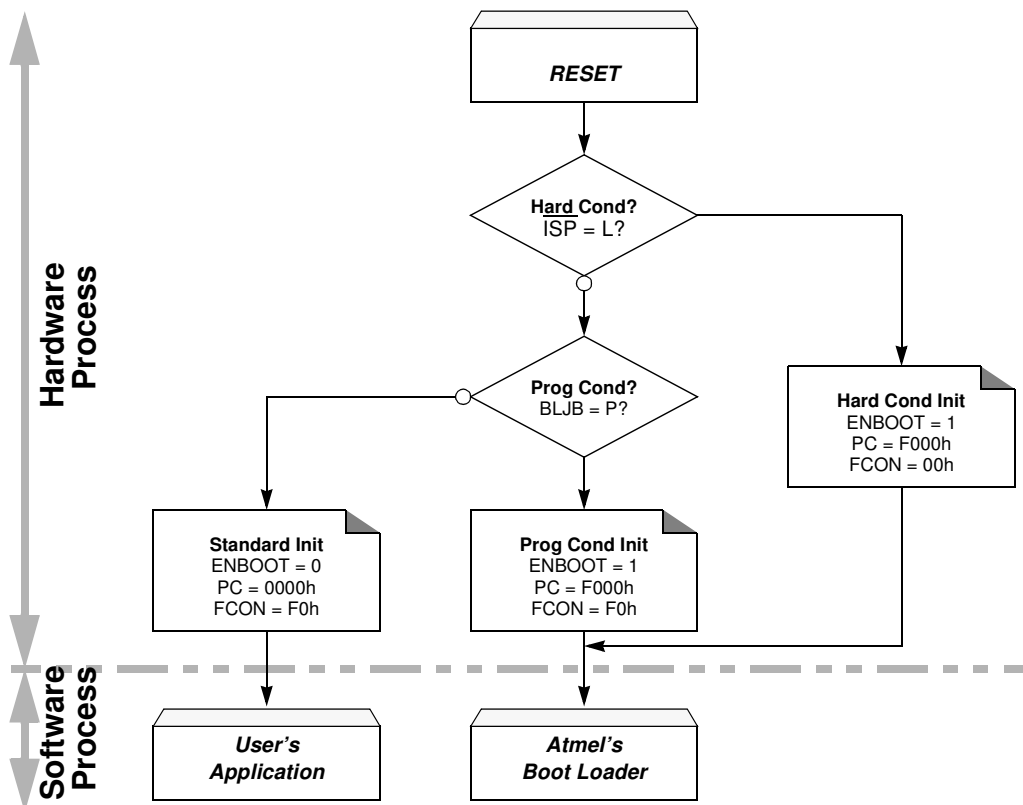 RESET
Hard Cond?
ISP = L?
Hardware
Process
Prog Cond?
BLJB = P?
Hard Cond Init
ENBOOT = 1
PC = F000h
FCON = 00h
Standard Init
ENBOOT = 0
PC = 0000h
FCON = F0h
Prog Cond Init
ENBOOT = 1
PC = F000h
FCON = F0h
Software
Process
User's
Application
Atmel's
Boot Loader